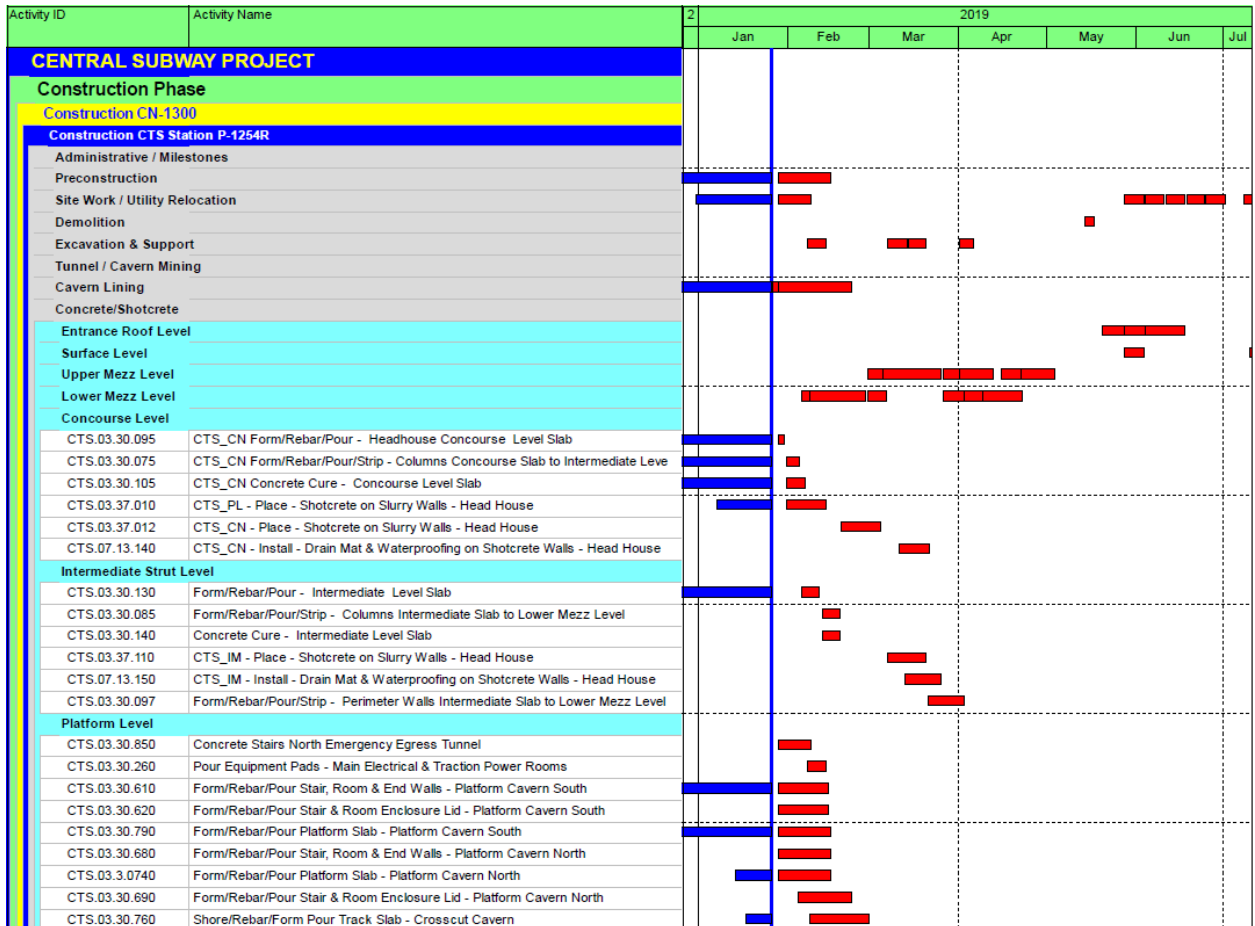 Activity ID Activity Name 2 2019
Jan Feb Mar Apr May Jun Jul
CENTRAL SUBWAY PROJECT
Construction Phase
Construction CN-1300
Construction CTS Station P-1254R
Administrative / Milestones
Preconstruction
Site Work / Utility Relocation
Demolition
Excavation & Support
Tunnel / Cavern Mining
Cavern Lining
Concrete/Shotcrete
Entrance Roof Level
Surface Level
Upper Mezz Level
Lower Mezz Level
Concourse Level
CTS.03.30.095 CTS_CN Form/Rebar/Pour - Headhouse Concourse Level Slab
CTS.03.30.075 CTS_CN Form/Rebar/Pour/Strip - Columns Concourse Slab to Intermediate Leve
CTS.03.30.105 CTS_CN Concrete Cure - Concourse Level Slab
CTS.03.37.010 CTS_PL - Place - Shotcrete on Slurry Walls - Head House
CTS.03.37.012 CTS_CN - Place - Shotcrete on Slurry Walls - Head House
CTS.07.13.140 CTS_CN - Install - Drain Mat & Waterproofing on Shotcrete Walls - Head House
Intermediate Strut Level
CTS.03.30.130 Form/Rebar/Pour - Intermediate Level Slab
CTS.03.30.085 Form/Rebar/Pour/Strip - Columns Intermediate Slab to Lower Mezz Level
CTS.03.30.140 Concrete Cure - Intermediate Level Slab
CTS.03.37.110 CTS_IM - Place - Shotcrete on Slurry Walls - Head House
CTS.07.13.150 CTS_IM - Install - Drain Mat & Waterproofing on Shotcrete Walls - Head House
CTS.03.30.097 Form/Rebar/Pour/Strip - Perimeter Walls Intermediate Slab to Lower Mezz Level
Platform Level
CTS.03.30.850 Concrete Stairs North Emergency Egress Tunnel
CTS.03.30.260 Pour Equipment Pads - Main Electrical & Traction Power Rooms
CTS.03.30.610 Form/Rebar/Pour Stair, Room & End Walls - Platform Cavern South
CTS.03.30.620 Form/Rebar/Pour Stair & Room Enclosure Lid - Platform Cavern South
CTS.03.30.790 Form/Rebar/Pour Platform Slab - Platform Cavern South
CTS.03.30.680 Form/Rebar/Pour Stair, Room & End Walls - Platform Cavern North
CTS.03.3.0740 Form/Rebar/Pour Platform Slab - Platform Cavern North
CTS.03.30.690 Form/Rebar/Pour Stair & Room Enclosure Lid - Platform Cavern North
CTS.03.30.760 Shore/Rebar/Form Pour Track Slab - Crosscut Cavern